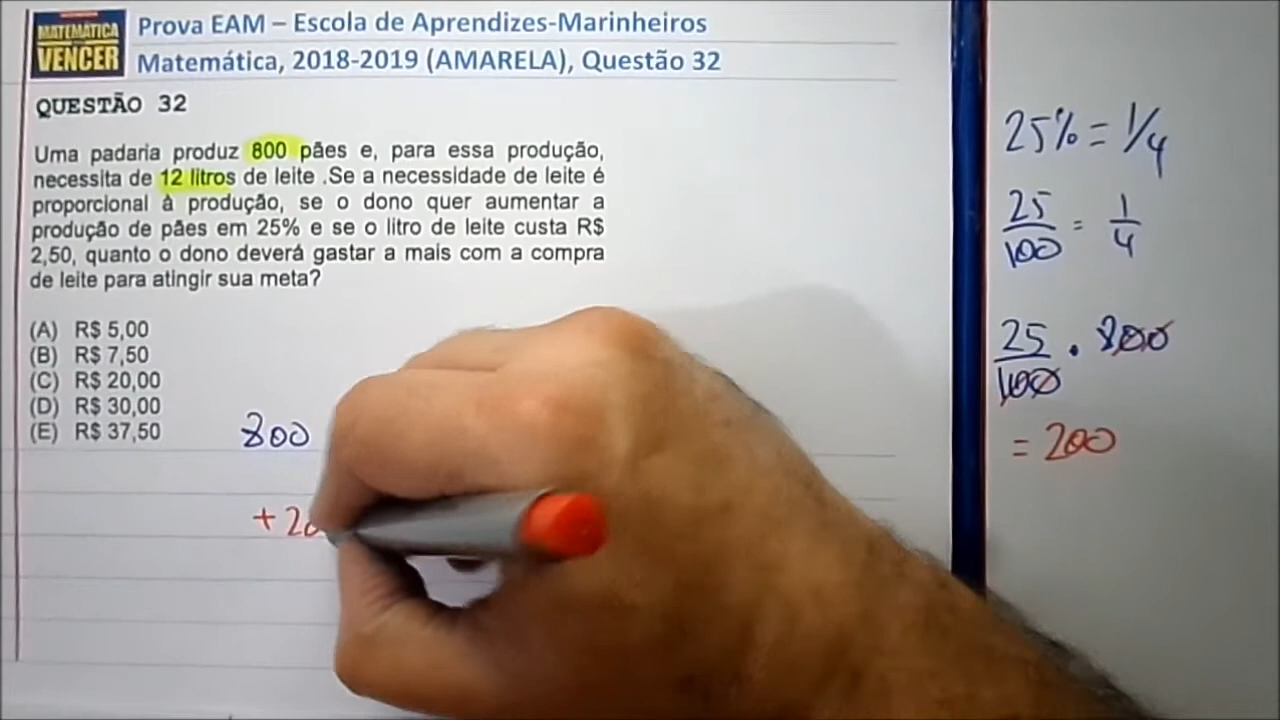 MATEMÁTICA
VENCER
Prova EAM – Escola de Aprendizes-Marinheiros
Matemática, 2018-2019 (AMARELA), Questão 32
QUESTÃO 32
Uma padaria produz 800 pães e, para essa produção,
necessita de 12 litros de leite .Se a necessidade de leite é
proporcional à produção, se o dono quer aumentar a
produção de pães em 25% e se o litro de leite custa R$
2,50, quanto o dono deverá gastar a mais com a compra
de leite para atingir sua meta?
(A) R$ 5,00
(B) R$ 7,50
(C) R$ 20,00
(D) R$ 30,00
(E) R$ 37,50
800
+20
25% = 1/4
25/100 = 1/4
25/100 . 800
= 200